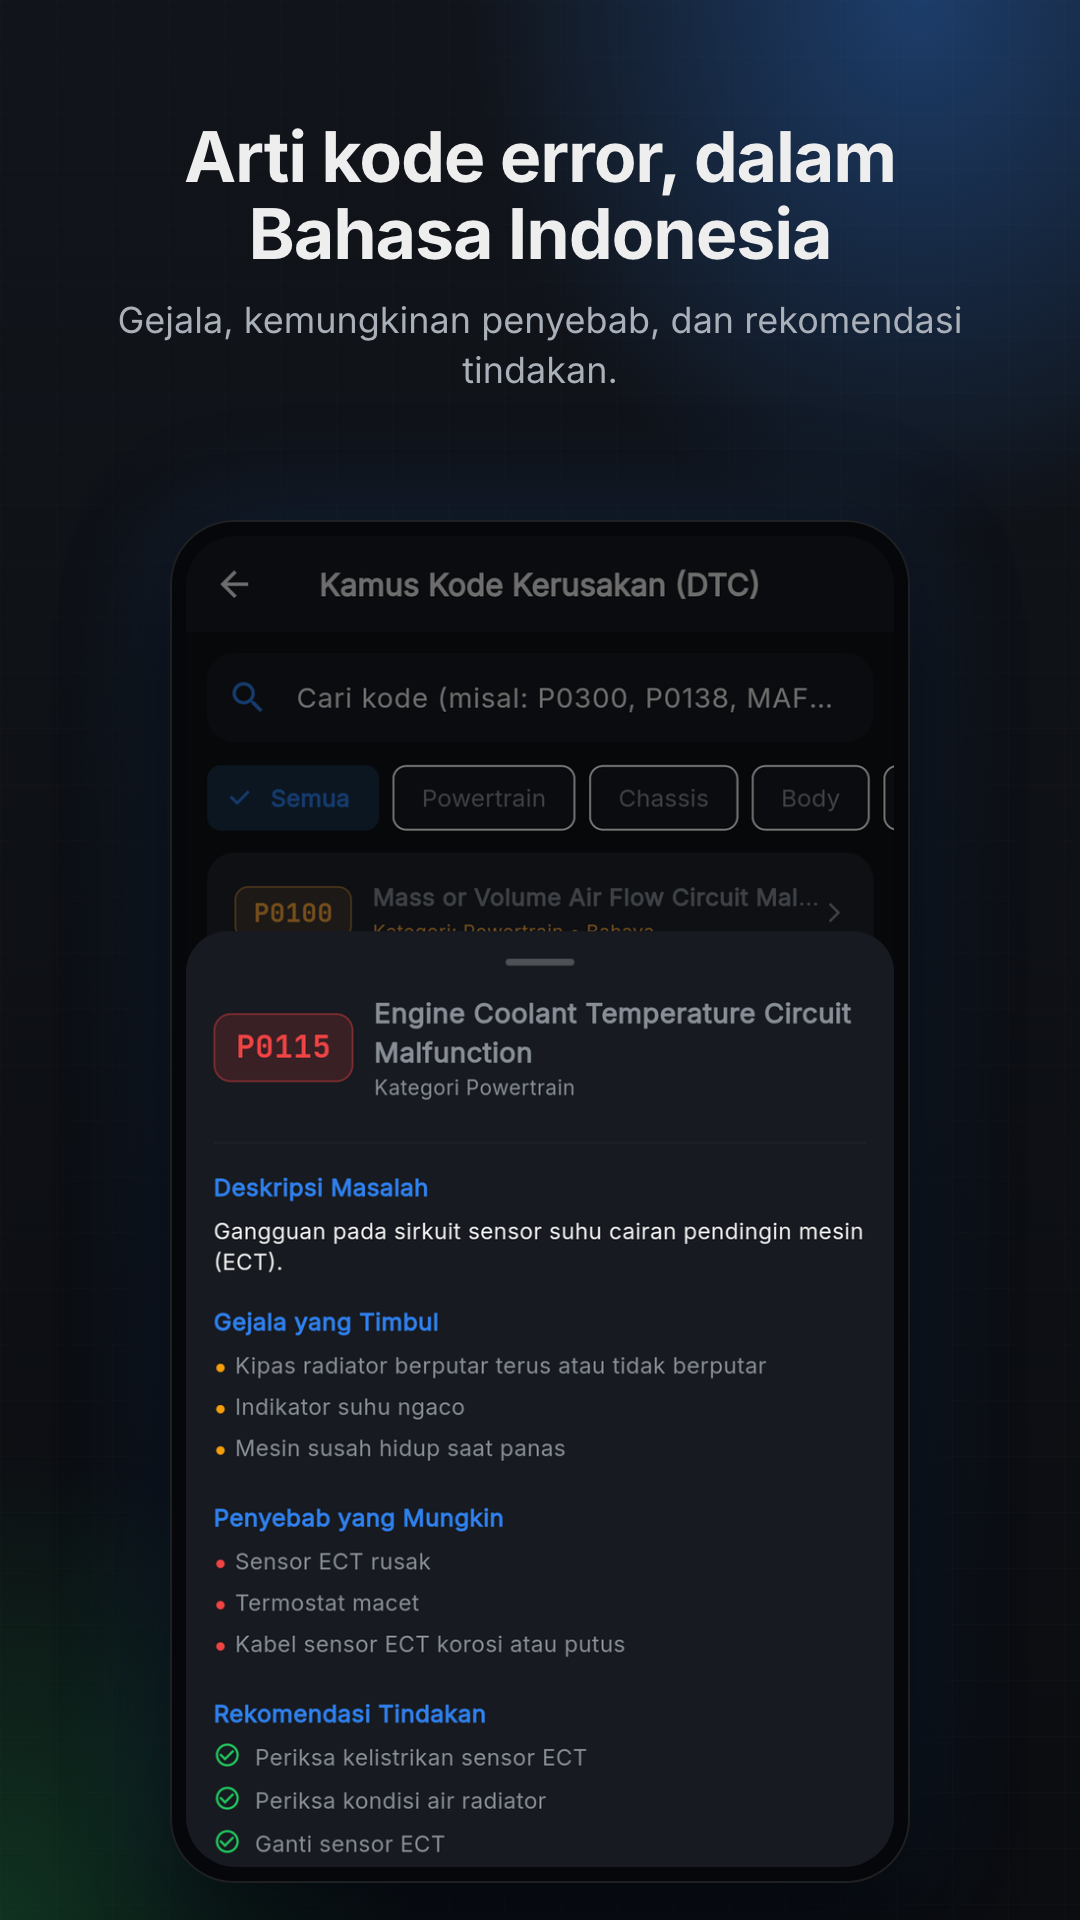 Arti kode error, dalam
Bahasa Indonesia
Gejala, kemungkinan penyebab, dan rekomendasi
tindakan.
Kamus Kode Kerusakan (DTC)
Cari kode (misal: P0300, P0138, MAF...
Semua
Powertrain
Chassis
Body
P0100
Mass or Volume Air Flow Circuit Mal...
Kategori: Powertrain • Bahaya
P0115
Engine Coolant Temperature Circuit
Malfunction
Kategori Powertrain
Deskripsi Masalah
Gangguan pada sirkuit sensor suhu cairan pendingin mesin
(ECT).
Gejala yang Timbul
• Kipas radiator berputar terus atau tidak berputar
• Indikator suhu ngaco
• Mesin susah hidup saat panas
Penyebab yang Mungkin
• Sensor ECT rusak
• Termostat macet
• Kabel sensor ECT korosi atau putus
Rekomendasi Tindakan
Periksa kelistrikan sensor ECT
Periksa kondisi air radiator
Ganti sensor ECT